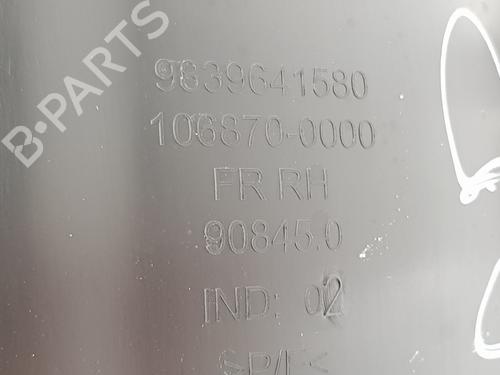 B-PARTS
9839641580
106870-0000
FR RH
90845.0
IND: 02